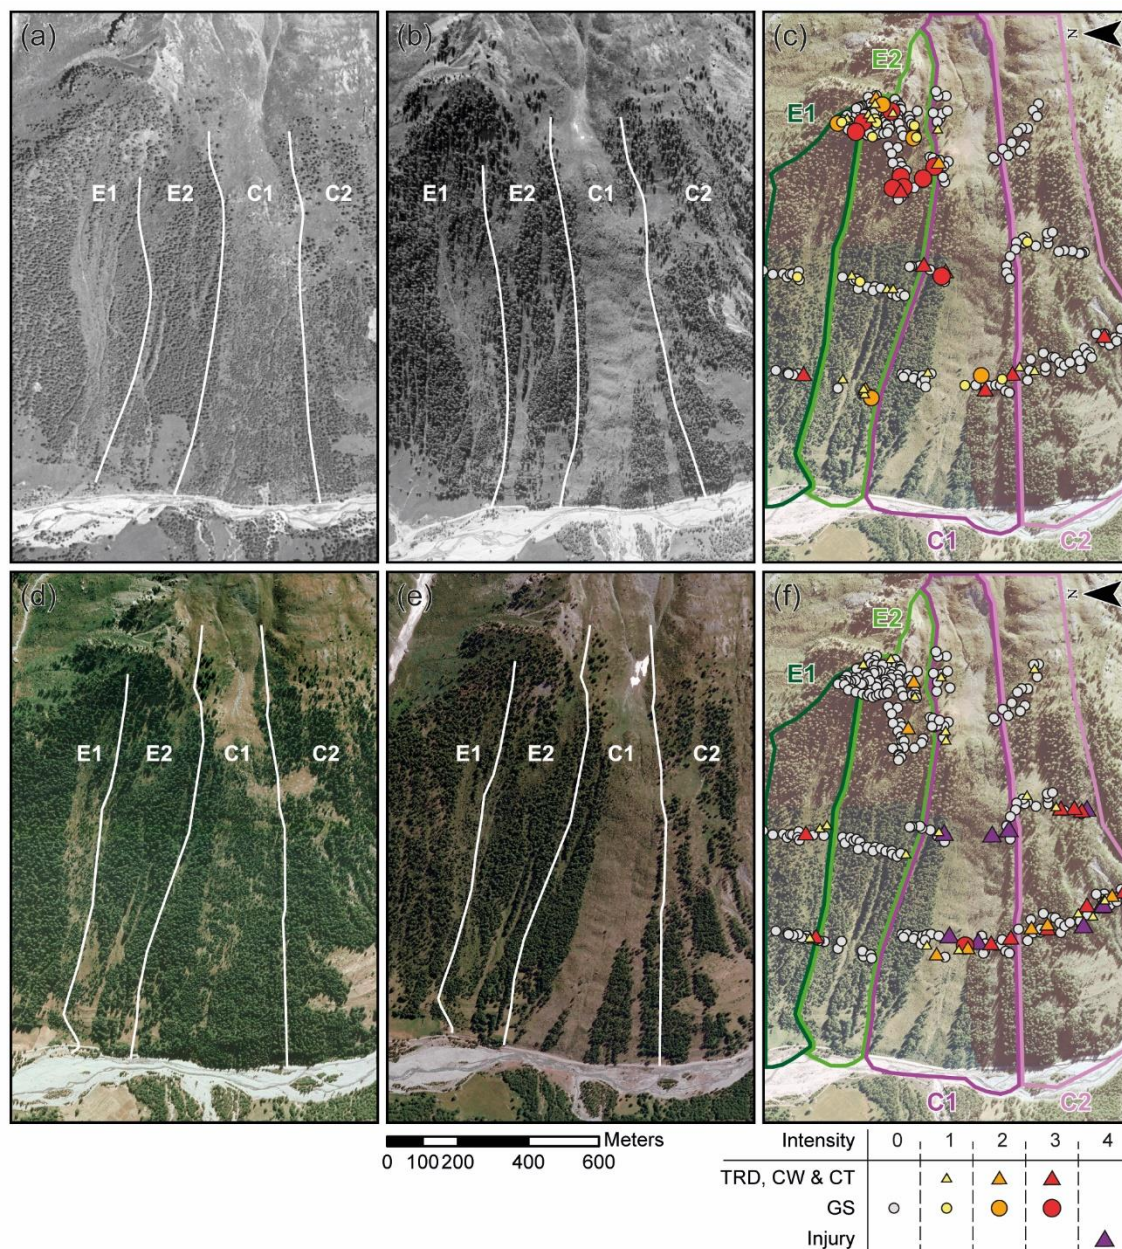 (a)
E1 E2 C1 C2
(b)
E1 E2 C1 C2
(c)
N
E2
E1
C1 C2
(d)
E1 E2 C1 C2
(e)
E1 E2 C1 C2
(f)
N
E2
E1
C1 C2
Meters
0 100 200 400 600
Intensity 0 1 2 3 4
TRD, CW & CT
GS
Injury